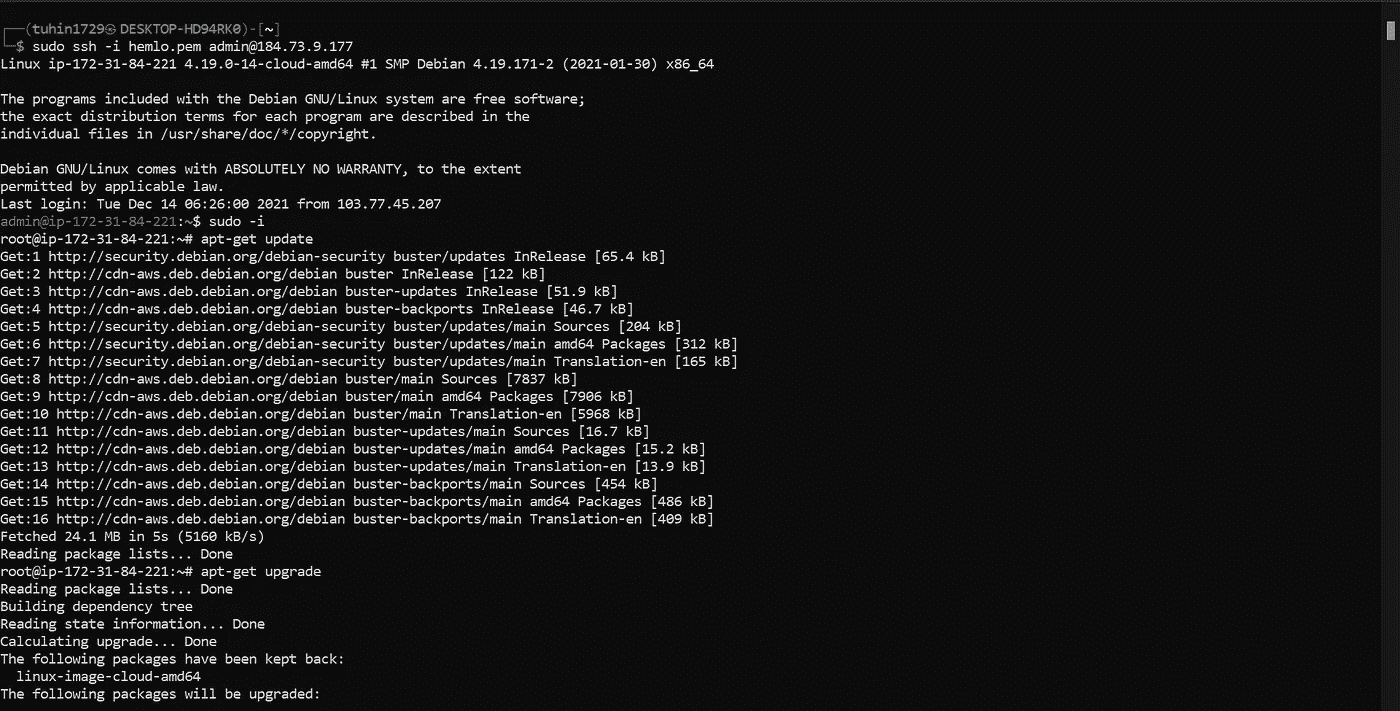 ┌──(tuhin1729㉿DESKTOP-HD94RK0)-[~]
└─$ sudo ssh -i hemlo.pem admin@184.73.9.177
Linux ip-172-31-84-221 4.19.0-14-cloud-amd64 #1 SMP Debian 4.19.171-2 (2021-01-30) x86_64

The programs included with the Debian GNU/Linux system are free software;
the exact distribution terms for each program are described in the
individual files in /usr/share/doc/*/copyright.

Debian GNU/Linux comes with ABSOLUTELY NO WARRANTY, to the extent
permitted by applicable law.
Last login: Tue Dec 14 06:26:00 2021 from 103.77.45.207
admin@ip-172-31-84-221:~$ sudo -i
root@ip-172-31-84-221:~# apt-get update
Get:1 http://security.debian.org/debian-security buster/updates InRelease [65.4 kB]
Get:2 http://cdn-aws.deb.debian.org/debian buster InRelease [122 kB]
Get:3 http://cdn-aws.deb.debian.org/debian buster-updates InRelease [51.9 kB]
Get:4 http://cdn-aws.deb.debian.org/debian buster-backports InRelease [46.7 kB]
Get:5 http://security.debian.org/debian-security buster/updates/main Sources [204 kB]
Get:6 http://security.debian.org/debian-security buster/updates/main amd64 Packages [312 kB]
Get:7 http://security.debian.org/debian-security buster/updates/main Translation-en [165 kB]
Get:8 http://cdn-aws.deb.debian.org/debian buster/main Sources [7837 kB]
Get:9 http://cdn-aws.deb.debian.org/debian buster/main amd64 Packages [7906 kB]
Get:10 http://cdn-aws.deb.debian.org/debian buster/main Translation-en [5968 kB]
Get:11 http://cdn-aws.deb.debian.org/debian buster-updates/main Sources [16.7 kB]
Get:12 http://cdn-aws.deb.debian.org/debian buster-updates/main amd64 Packages [15.2 kB]
Get:13 http://cdn-aws.deb.debian.org/debian buster-updates/main Translation-en [13.9 kB]
Get:14 http://cdn-aws.deb.debian.org/debian buster-backports/main Sources [454 kB]
Get:15 http://cdn-aws.deb.debian.org/debian buster-backports/main amd64 Packages [486 kB]
Get:16 http://cdn-aws.deb.debian.org/debian buster-backports/main Translation-en [409 kB]
Fetched 24.1 MB in 5s (5160 kB/s)
Reading package lists... Done
root@ip-172-31-84-221:~# apt-get upgrade
Reading package lists... Done
Building dependency tree
Reading state information... Done
Calculating upgrade... Done
The following packages have been kept back:
  linux-image-cloud-amd64
The following packages will be upgraded: